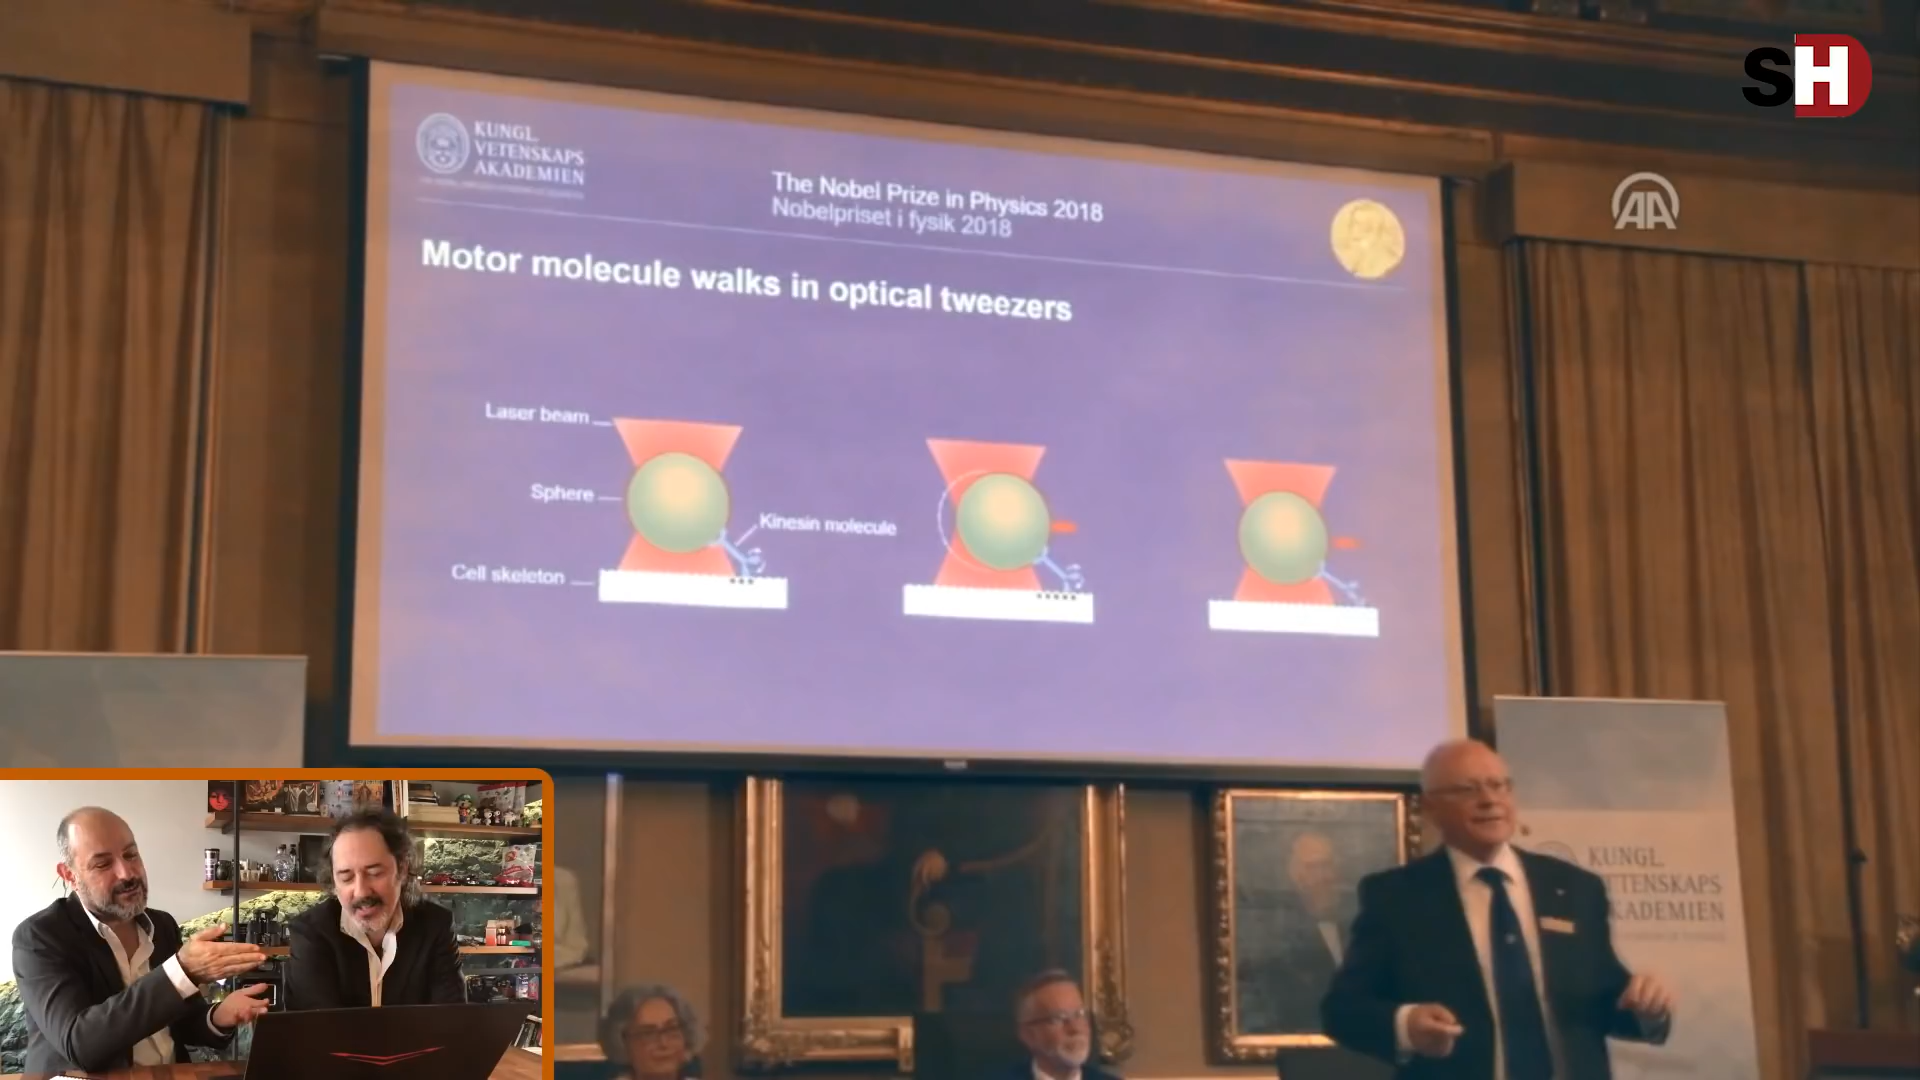 SH
AA
KUNGL.
VETENSKAPS
AKADEMIEN
The Nobel Prize in Physics 2018
Nobelpriset i fysik 2018
Motor molecule walks in optical tweezers
Laser beam
Sphere
Kinesin molecule
Cell skeleton
KUNGL.
VETENSKAPS
AKADEMIEN